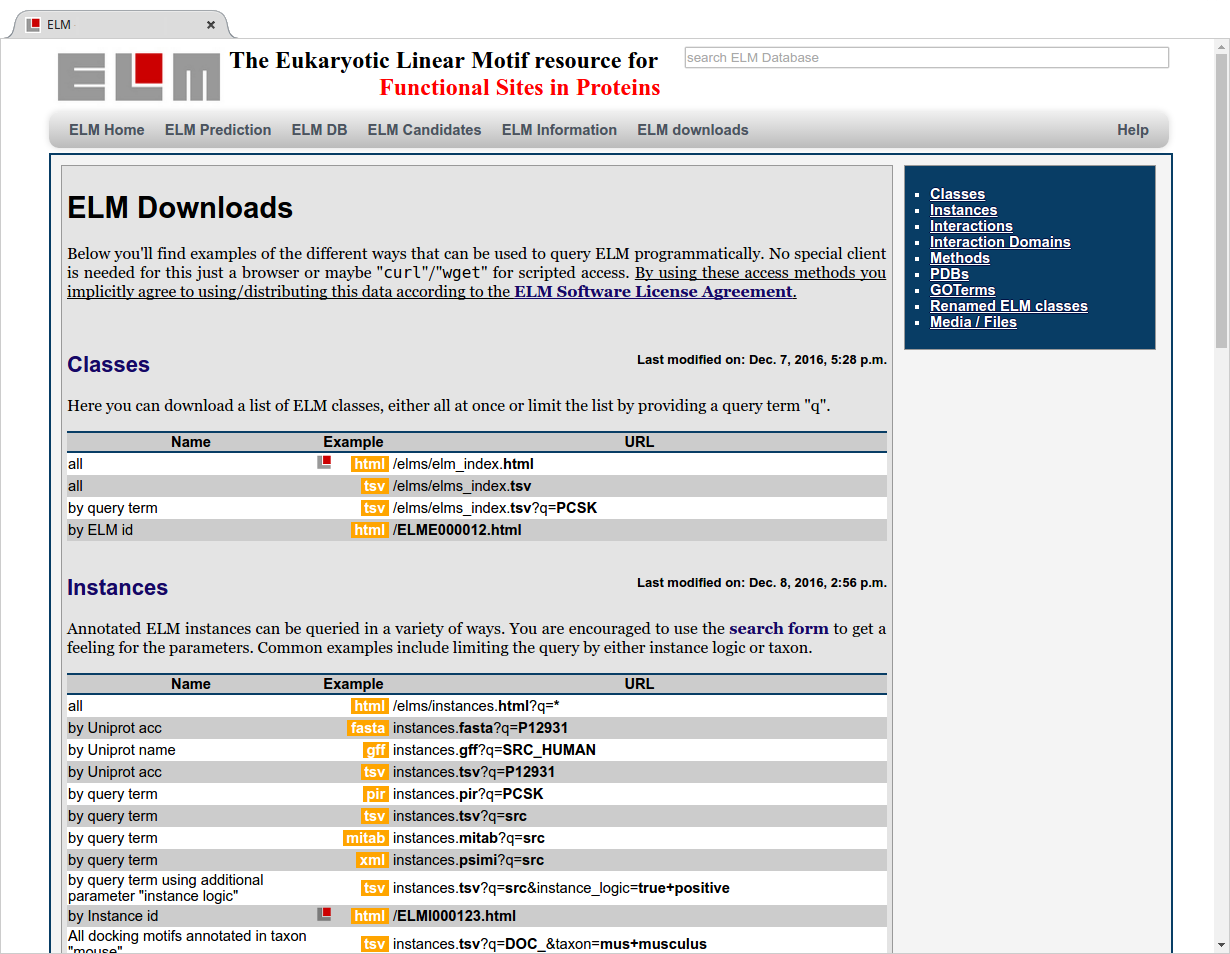 ELM
ELM
The Eukaryotic Linear Motif resource for
Functional Sites in Proteins
search ELM Database
ELM Home ELM Prediction ELM DB ELM Candidates ELM Information ELM downloads Help
ELM Downloads
Below you'll find examples of the different ways that can be used to query ELM programmatically. No special client
is needed for this just a browser or maybe "curl"/"wget" for scripted access. By using these access methods you
implicitly agree to using/distributing this data according to the ELM Software License Agreement.
Classes
Instances
Interactions
Interaction Domains
Methods
PDBs
GOTerms
Renamed ELM classes
Media / Files
Classes Last modified on: Dec. 7, 2016, 5:28 p.m.
Here you can download a list of ELM classes, either all at once or limit the list by providing a query term "q".
Name Example URL
all html /elms/elm_index.html
all tsv /elms/elms_index.tsv
by query term tsv /elms/elms_index.tsv?q=PCSK
by ELM id html /ELME000012.html
Instances Last modified on: Dec. 8, 2016, 2:56 p.m.
Annotated ELM instances can be queried in a variety of ways. You are encouraged to use the search form to get a
feeling for the parameters. Common examples include limiting the query by either instance logic or taxon.
Name Example URL
all html /elms/instances.html?q=*
by Uniprot acc fasta instances.fasta?q=P12931
by Uniprot name gff instances.gff?q=SRC_HUMAN
by Uniprot acc tsv instances.tsv?q=P12931
by query term pir instances.pir?q=PCSK
by query term tsv instances.tsv?q=src
by query term mitab instances.mitab?q=src
by query term xml instances.psimi?q=src
by query term using additional
parameter "instance logic" tsv instances.tsv?q=src&instance_logic=true+positive
by Instance id html /ELMI000123.html
All docking motifs annotated in taxon
"mouse" tsv instances.tsv?q=DOC_&taxon=mus+musculus